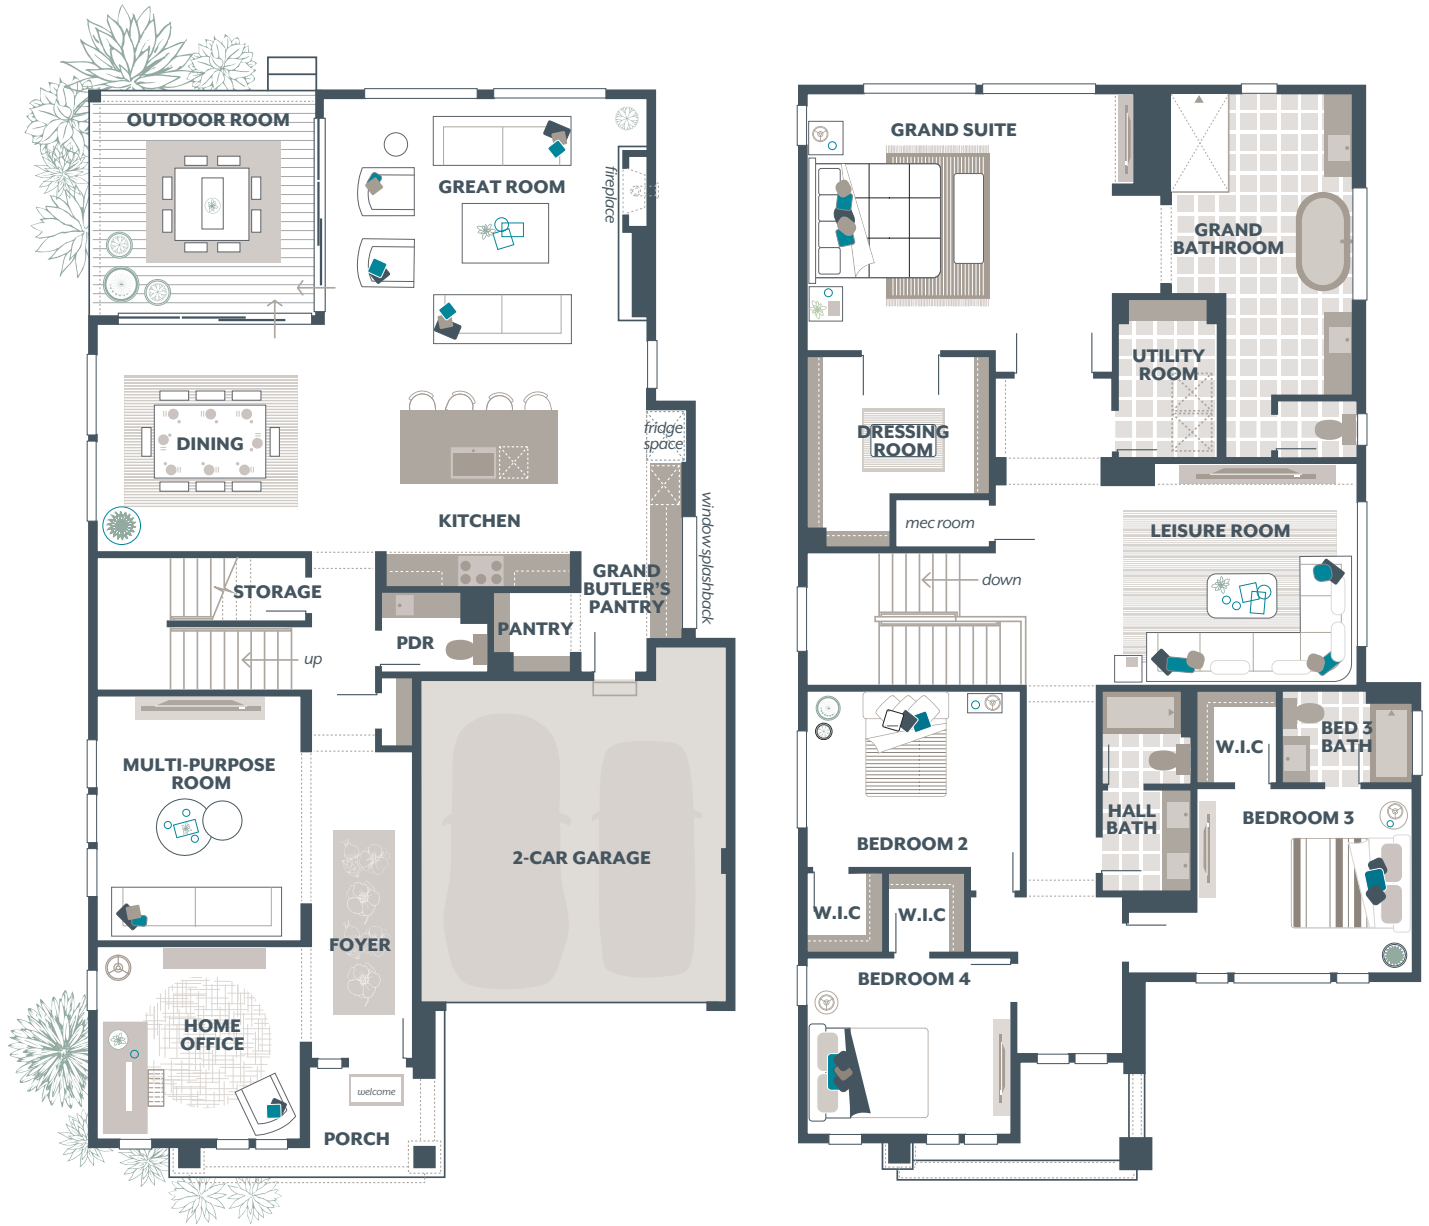 OUTDOOR ROOM
GREAT ROOM
fireplace
DINING
fridge
space
KITCHEN
window splashback
GRAND
BUTLER'S
PANTRY
STORAGE
PANTRY
PDR
up
MULTI-PURPOSE
ROOM
2-CAR GARAGE
FOYER
HOME
OFFICE
welcome
PORCH
GRAND SUITE
GRAND
BATHROOM
UTILITY
ROOM
DRESSING
ROOM
mec room
LEISURE ROOM
down
W.I.C
BED 3
BATH
HALL
BATH
BEDROOM 3
BEDROOM 2
W.I.C
W.I.C
BEDROOM 4